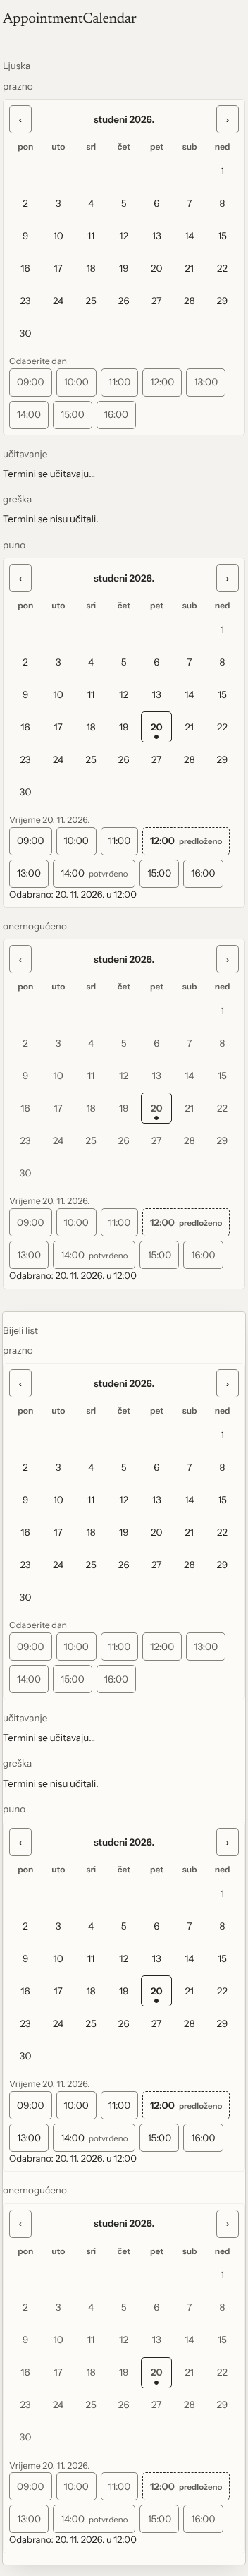 AppointmentCalendar
Ljuska
prazno
‹ studeni 2026. ›
pon uto sri čet pet sub ned
1
2 3 4 5 6 7 8
9 10 11 12 13 14 15
16 17 18 19 20 21 22
23 24 25 26 27 28 29
30
Odaberite dan
09:00 10:00 11:00 12:00 13:00
14:00 15:00 16:00
učitavanje
Termini se učitavaju...
greška
Termini se nisu učitali.
puno
‹ studeni 2026. ›
pon uto sri čet pet sub ned
1
2 3 4 5 6 7 8
9 10 11 12 13 14 15
16 17 18 19 20 21 22
23 24 25 26 27 28 29
30
Vrijeme 20. 11. 2026.
09:00 10:00 11:00 12:00 predloženo
13:00 14:00 potvrđeno 15:00 16:00
Odabrano: 20. 11. 2026. u 12:00
onemogućeno
‹ studeni 2026. ›
pon uto sri čet pet sub ned
1
2 3 4 5 6 7 8
9 10 11 12 13 14 15
16 17 18 19 20 21 22
23 24 25 26 27 28 29
30
Vrijeme 20. 11. 2026.
09:00 10:00 11:00 12:00 predloženo
13:00 14:00 potvrđeno 15:00 16:00
Odabrano: 20. 11. 2026. u 12:00
Bijeli list
prazno
‹ studeni 2026. ›
pon uto sri čet pet sub ned
1
2 3 4 5 6 7 8
9 10 11 12 13 14 15
16 17 18 19 20 21 22
23 24 25 26 27 28 29
30
Odaberite dan
09:00 10:00 11:00 12:00 13:00
14:00 15:00 16:00
učitavanje
Termini se učitavaju...
greška
Termini se nisu učitali.
puno
‹ studeni 2026. ›
pon uto sri čet pet sub ned
1
2 3 4 5 6 7 8
9 10 11 12 13 14 15
16 17 18 19 20 21 22
23 24 25 26 27 28 29
30
Vrijeme 20. 11. 2026.
09:00 10:00 11:00 12:00 predloženo
13:00 14:00 potvrđeno 15:00 16:00
Odabrano: 20. 11. 2026. u 12:00
onemogućeno
‹ studeni 2026. ›
pon uto sri čet pet sub ned
1
2 3 4 5 6 7 8
9 10 11 12 13 14 15
16 17 18 19 20 21 22
23 24 25 26 27 28 29
30
Vrijeme 20. 11. 2026.
09:00 10:00 11:00 12:00 predloženo
13:00 14:00 potvrđeno 15:00 16:00
Odabrano: 20. 11. 2026. u 12:00